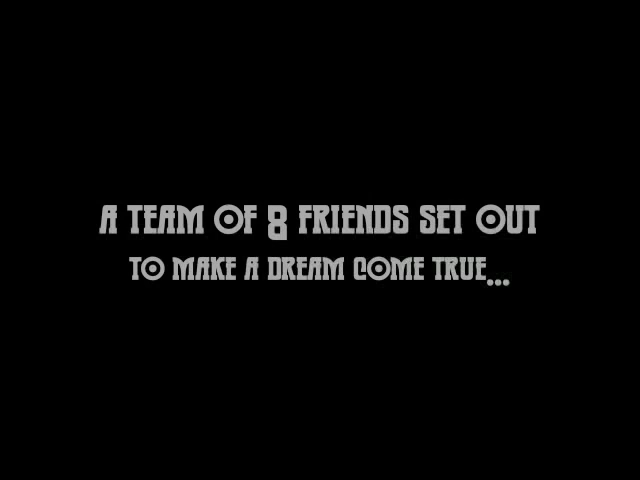 A TEAM OF 8 FRIENDS SET OUT
TO MAKE A DREAM COME TRUE...